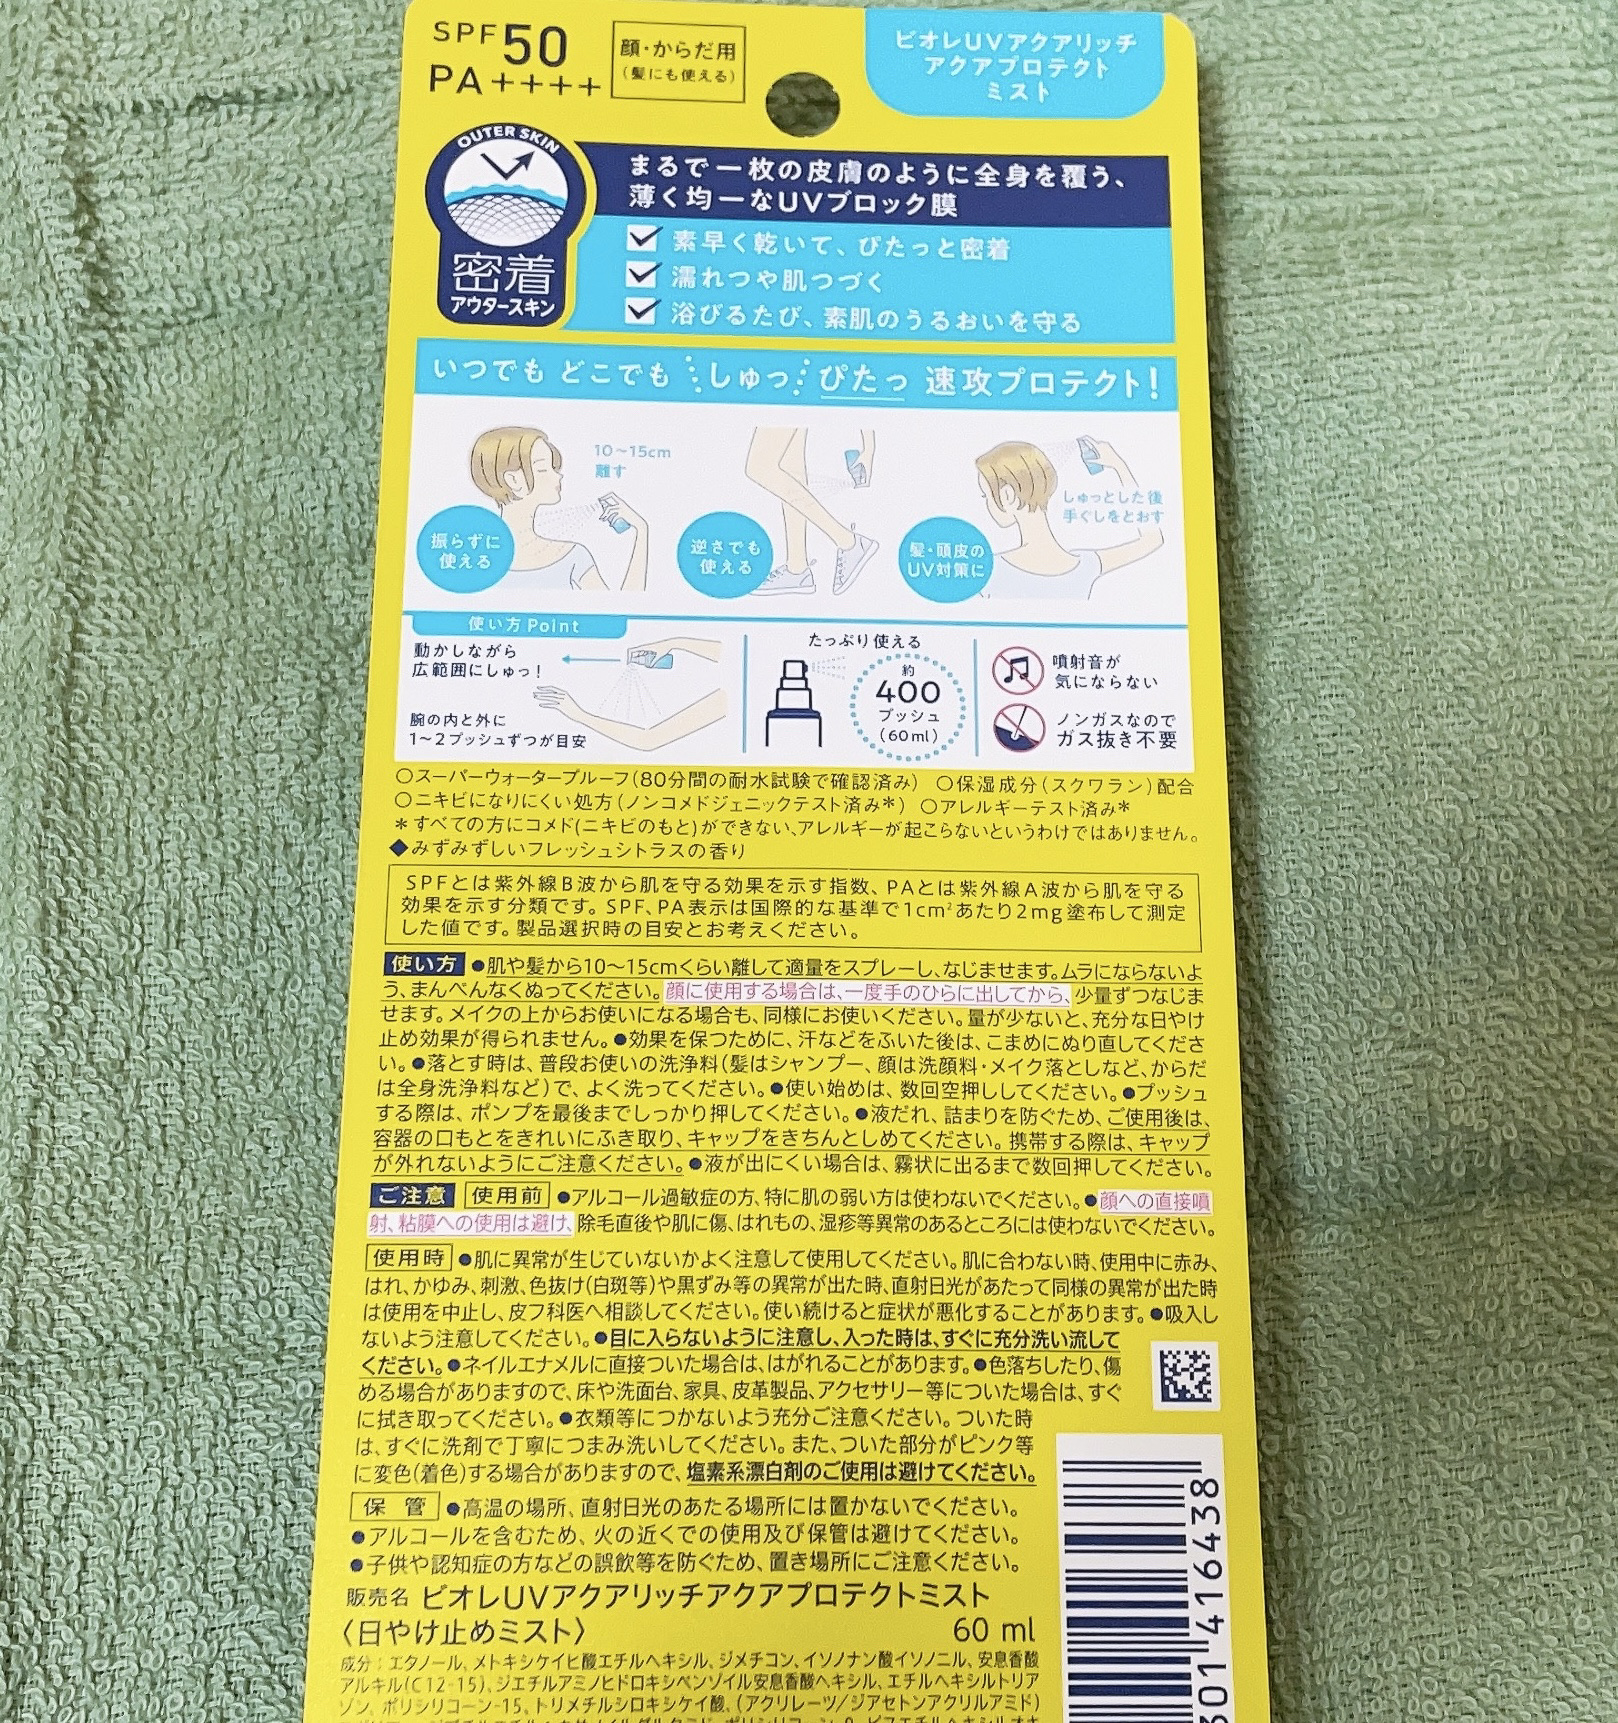 SPF50
PA++++
顔・からだ用
(髪にも使える)
ビオレUVアクアリッチ
アクアプロテクト
ミスト
OUTER SKIN
密着
アウタースキン
まるで一枚の皮膚のように全身を覆う、
薄く均一なUVブロック膜
素早く乾いて、ぴたっと密着
濡れつや肌つづく
浴びるたび、素肌のうるおいを守る
いつでも どこでも しゅっ ぴたっ 速攻プロテクト!
10~15cm
離す
振らずに
使える
逆さでも
使える
しゅっとした後
手ぐしをとおす
髪・頭皮の
UV対策に
使い方Point
動かしながら
広範囲にしゅっ!
腕の内と外に
1~2プッシュずつが目安
たっぷり使える
約
400
プッシュ
(60ml)
噴射音が
気にならない
ノンガスなので
ガス抜き不要
○スーパーウォータープルーフ(80分間の耐水試験で確認済み) ○保湿成分(スクワラン)配合
○ニキビになりにくい処方(ノンコメドジェニックテスト済み*) ○アレルギーテスト済み*
*すべての方にコメド(ニキビのもと)ができない、アレルギーが起こらないというわけではありません。
◆みずみずしいフレッシュシトラスの香り
SPFとは紫外線B波から肌を守る効果を示す指数、PAとは紫外線A波から肌を守る
効果を示す分類です。SPF、PA表示は国際的な基準で1cm²あたり2mg塗布して測定
した値です。製品選択時の目安とお考えください。
使い方 ●肌や髪から10~15cmくらい離して適量をスプレーし、なじませます。ムラにならないよ
う、まんべんなくぬってください。顔に使用する場合は、一度手のひらに出してから、少量ずつなじま
せます。メイクの上からお使いになる場合も、同様にお使いください。量が少ないと、充分な日やけ
止め効果が得られません。●効果を保つために、汗などをふいた後は、こまめにぬり直してくださ
い。●落とす時は、普段お使いの洗浄料(髪はシャンプー、顔は洗顔料・メイク落としなど、からだ
は全身洗浄料など)で、よく洗ってください。●使い始めは、数回空押ししてください。●プッシュ
する際は、ポンプを最後までしっかり押してください。●液だれ、詰まりを防ぐため、ご使用後は、
容器の口もとをきれいにふき取り、キャップをきちんとしめてください。携帯する際は、キャップ
が外れないようにご注意ください。●液が出にくい場合は、霧状に出るまで数回押してください。
ご注意 使用前 ●アルコール過敏症の方、特に肌の弱い方は使わないでください。●顔への直接噴
射、粘膜への使用は避け、除毛直後や肌に傷、はれもの、湿疹等異常のあるところには使わないでください。
使用時 ●肌に異常が生じていないかよく注意して使用してください。肌に合わない時、使用中に赤み、
はれ、かゆみ、刺激、色抜け(白斑等)や黒ずみ等の異常が出た時、直射日光があたって同様の異常が出た時
は使用を中止し、皮フ科医へ相談してください。使い続けると症状が悪化することがあります。●吸入し
ないよう注意してください。●目に入らないように注意し、入った時は、すぐに充分洗い流して
ください。●ネイルエナメルに直接ついた場合は、はがれることがあります。●色落ちしたり、傷
める場合がありますので、床や洗面台、家具、皮革製品、アクセサリー等についた場合は、すぐ
に拭き取ってください。●衣類等につかないよう充分ご注意ください。ついた時
は、すぐに洗剤で丁寧につまみ洗いしてください。また、ついた部分がピンク等
に変色(着色)する場合がありますので、塩素系漂白剤のご使用は避けてください。
保管 ●高温の場所、直射日光のあたる場所には置かないでください。
●アルコールを含むため、火の近くでの使用及び保管は避けてください。
●子供や認知症の方などの誤飲等を防ぐため、置き場所にご注意ください。
販売名 ビオレUVアクアリッチアクアプロテクトミスト
〈日やけ止めミスト〉 60 ml
成分:エタノール、メトキシケイヒ酸エチルヘキシル、ジメチコン、イソノナン酸イソノニル、安息香酸
アルキル(C12-15)、ジエチルアミノヒドロキシベンゾイル安息香酸ヘキシル、エチルヘキシルトリア
ゾン、ポリシリコーン-15、トリメチルシロキシケイ酸、(アクリレーツ/ジアセトンアクリルアミド)
301 416438